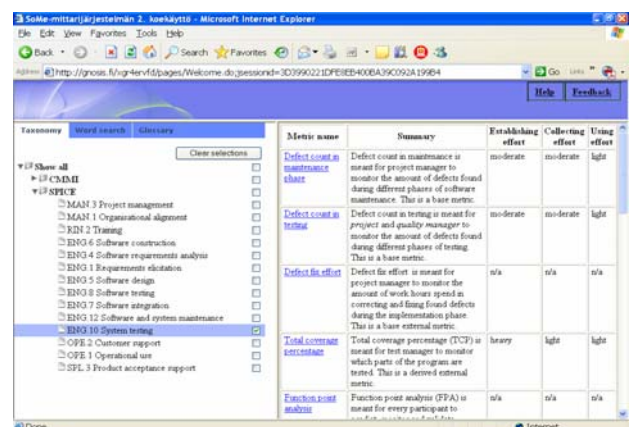 SoMe-mittarijärjestelmän 2. koekäyttö - Microsoft Internet Explorer
File Edit View Favorites Tools Help
Back Search Favorites
Address http://gnosis.fi/xgr4ervfd/pages/Welcome.do;jsessionid=3D3990221DFE8EB400BA39C092A199B4 Go Links
Help Feedback
Taxonomy Word search Glossary
Clear selections
Show all
CMMI
SPICE
MAN.3 Project management
MAN.1 Organisational alignment
RIN.2 Training
ENG.6 Software construction
ENG.4 Software requirements analysis
ENG.1 Requirements elicitation
ENG.5 Software design
ENG.8 Software testing
ENG.7 Software integration
ENG.12 Software and system maintenance
ENG.10 System testing
OPE.2 Customer support
OPE.1 Operational use
SPL.3 Product acceptance support
Metric name Summary Establishing effort Collecting effort Using effort
Defect count in maintenance phase
Defect count in maintenance is
meant for project manager to
monitor the amount of defects found
during different phases of software
maintenance. This is a base metric.
moderate moderate light
Defect count in testing
Defect count in testing is meant for
project and quality manager to
monitor the amount of defects found
during different phases of testing.
This is a base metric.
moderate moderate light
Defect fix effort
Defect fix effort is meant for
project manager to monitor the
amount of work hours spend in
correcting and fixing found defects
during the implementation phase.
This is a base external metric.
n/a n/a n/a
Total coverage percentage
Total coverage percentage (TCP) is
meant for test manager to monitor
which parts of the program are
tested. This is a derived external
metric.
heavy light light
Function point analysis
Function point analysis (FPA) is
meant for every participant to
n/a n/a n/a
Done Internet